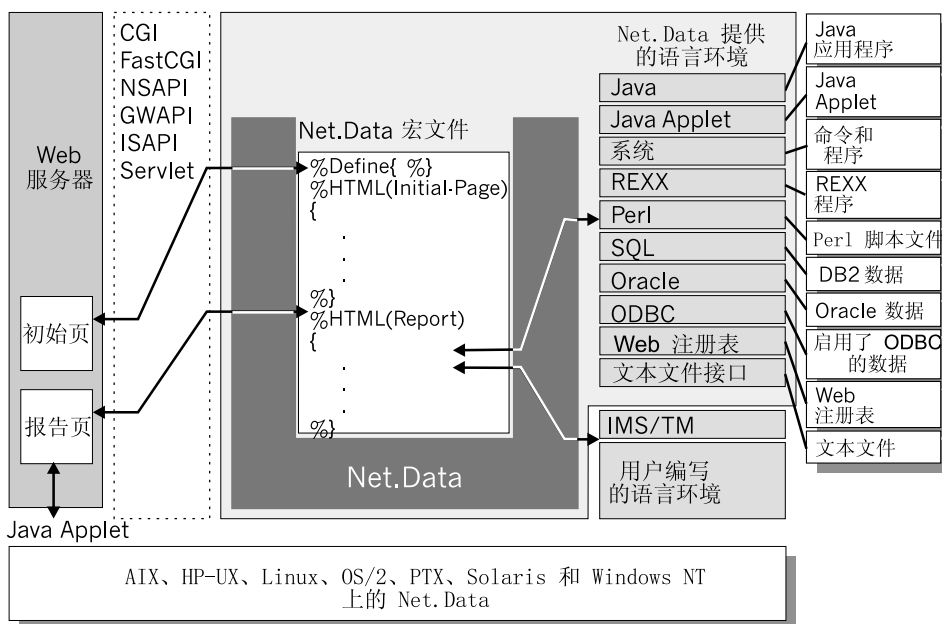 Web
服务器
初始页
报告页
Java Applet
CGI
FastCGI
NSAPI
GWAPI
ISAPI
Servlet
Net.Data 宏文件
%Define{ %}
%HTML(Initial-Page)
{
.
.
.
%}
%HTML(Report)
{
.
.
.
%}
Net.Data
Net.Data 提供
的语言环境
Java
Java Applet
系统
REXX
Perl
SQL
Oracle
ODBC
Web 注册表
文本文件接口
IMS/TM
用户编写
的语言环境
Java
应用程序
Java
Applet
命令和
程序
REXX
程序
Perl 脚本文件
DB2 数据
Oracle 数据
启用了 ODBC
的数据
Web
注册表
文本文件
AIX、HP-UX、Linux、OS/2、PTX、Solaris 和 Windows NT
上的 Net.Data